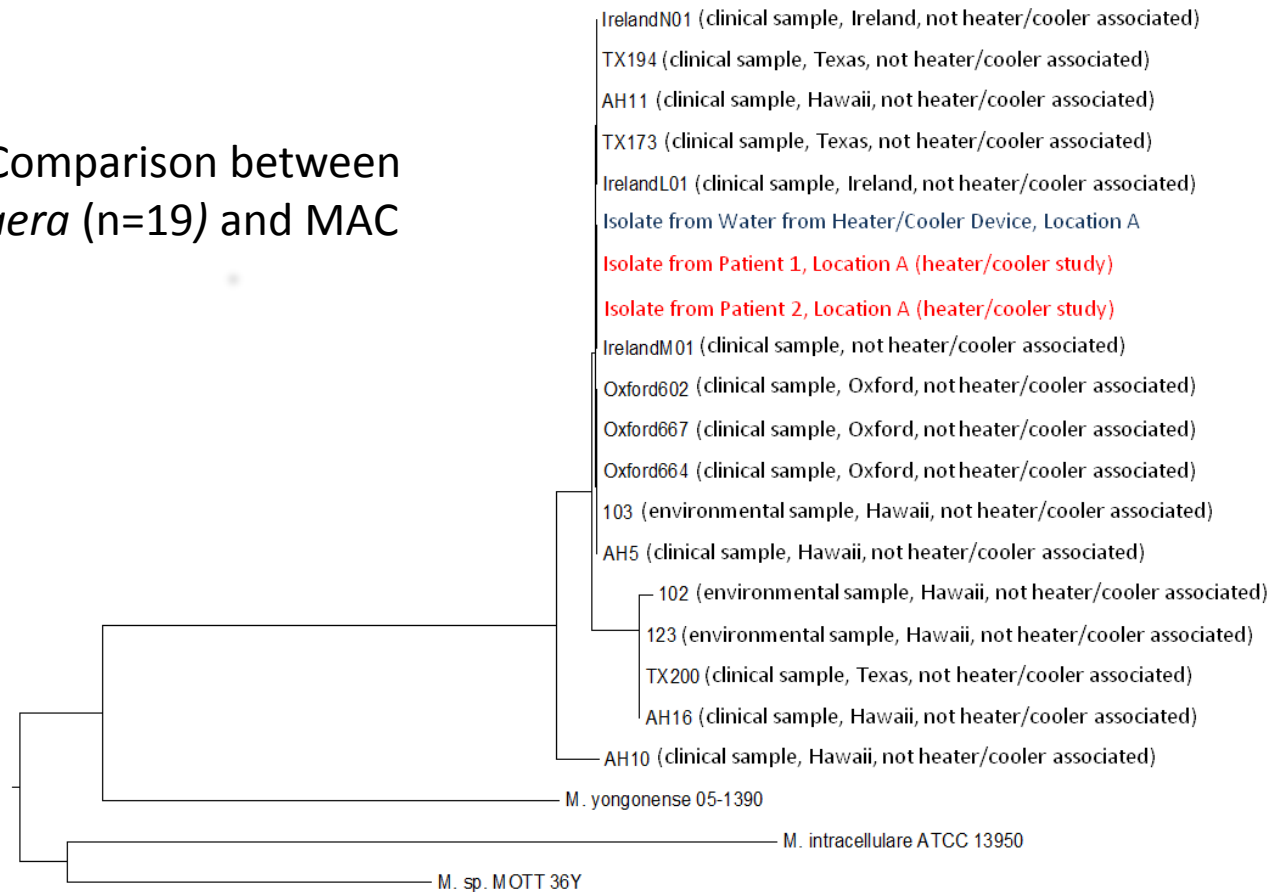 Comparison between
(n=19) and MAC
IrelandN01 (clinical sample, Ireland, not heater/cooler associated)
TX194 (clinical sample, Texas, not heater/cooler associated)
AH11 (clinical sample, Hawaii, not heater/cooler associated)
TX173 (clinical sample, Texas, not heater/cooler associated)
IrelandL01 (clinical sample, Ireland, not heater/cooler associated)
Isolate from Water from Heater/Cooler Device, Location A
Isolate from Patient 1, Location A (heater/cooler study)
Isolate from Patient 2, Location A (heater/cooler study)
IrelandM01 (clinical sample, not heater/cooler associated)
Oxford602 (clinical sample, Oxford, not heater/cooler associated)
Oxford667 (clinical sample, Oxford, not heater/cooler associated)
Oxford664 (clinical sample, Oxford, not heater/cooler associated)
103 (environmental sample, Hawaii, not heater/cooler associated)
AH5 (clinical sample, Hawaii, not heater/cooler associated)
102 (environmental sample, Hawaii, not heater/cooler associated)
123 (environmental sample, Hawaii, not heater/cooler associated)
TX200 (clinical sample, Texas, not heater/cooler associated)
AH16 (clinical sample, Hawaii, not heater/cooler associated)
AH10 (clinical sample, Hawaii, not heater/cooler associated)
M. yongonense 05-1390
M. intracellulare ATCC 13950
M. sp. MOTT 36Y